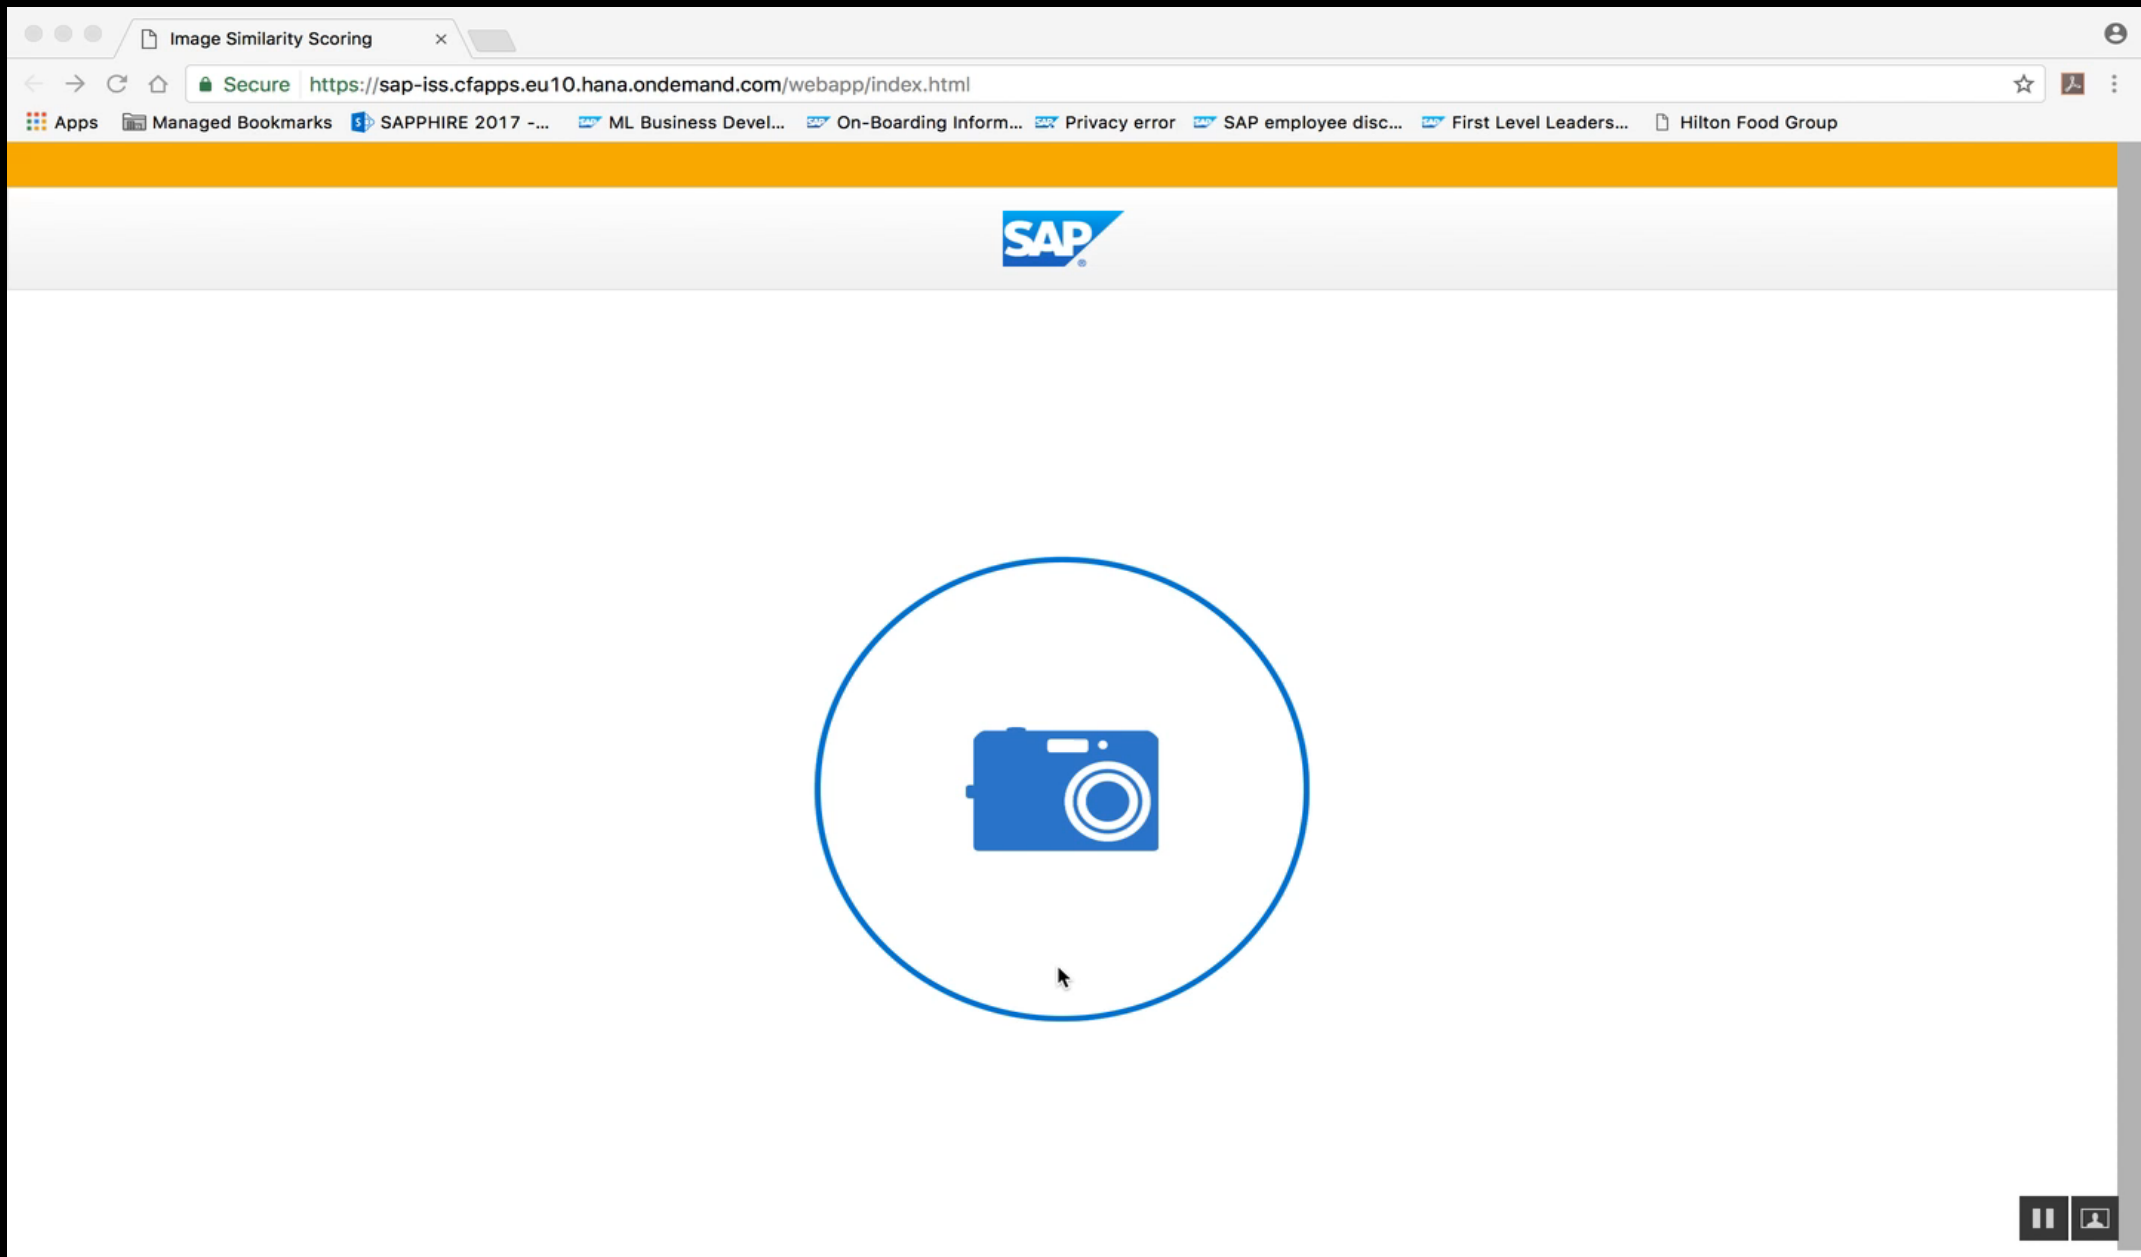 Image Similarity Scoring
Secure https://sap-iss.cfapps.eu10.hana.ondemand.com/webapp/index.html
Apps Managed Bookmarks SAPPHIRE 2017 -... ML Business Devel... On-Boarding Inform... Privacy error SAP employee disc... First Level Leaders... Hilton Food Group
SAP®